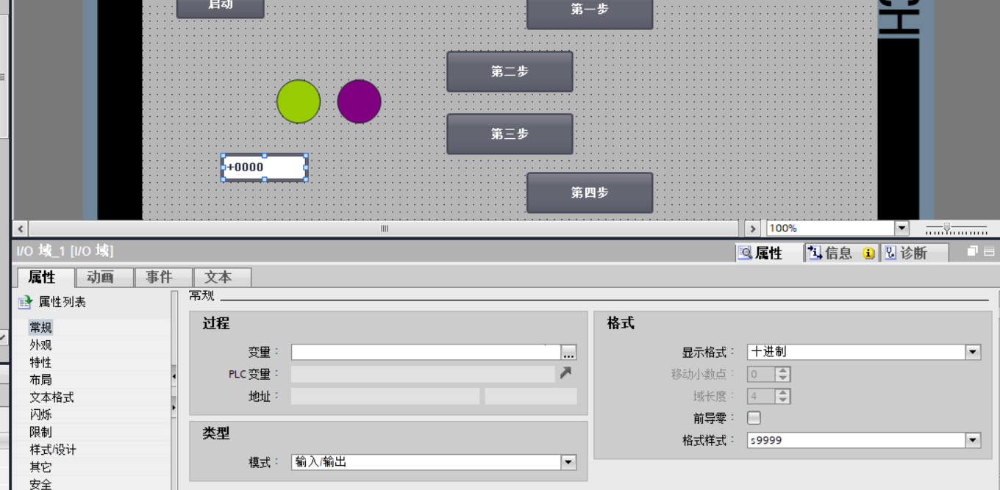 启动
第一步
CH
第二步
第三步
+0000
第四步
100%
I/O 域_1 [I/O 域]
属性
信息
诊断
属性
动画
事件
文本
属性列表
常规
外观
特性
布局
文本格式
闪烁
限制
样式/设计
其它
安全
常规
过程
变量：
...
PLC 变量：
地址：
类型
模式： 输入/输出
格式
显示格式： 十进制
移动小数点： 0
域长度： 4
前导零：
格式样式： s9999